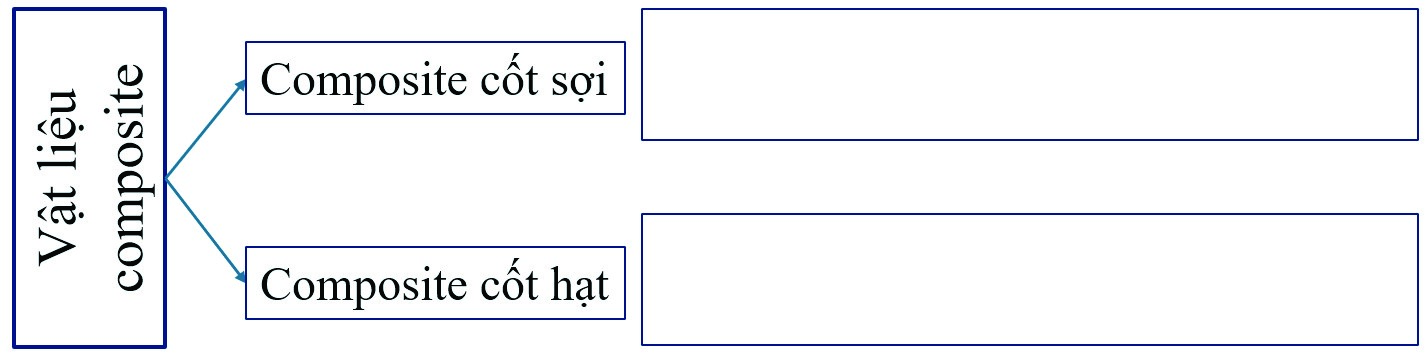 Vật liệu
composite
Composite cốt sợi
Composite cốt hạt